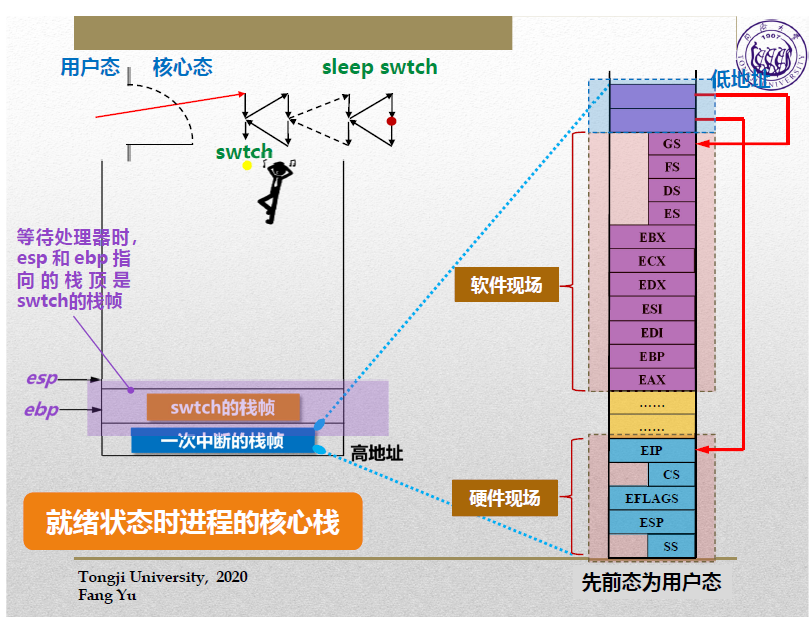 用户态
核心态
sleep swtch
swtch
等待处理器时，
esp 和 ebp 指
向的栈顶是
swtch的栈帧
esp
ebp
swtch的栈帧
一次中断的栈帧
高地址
就绪状态时进程的核心栈
Tongji University, 2020
Fang Yu
1907
低地址
GS
FS
DS
ES
EBX
ECX
EDX
ESI
EDI
EBP
EAX
……
……
EIP
CS
EFLAGS
ESP
SS
软件现场
硬件现场
先前态为用户态